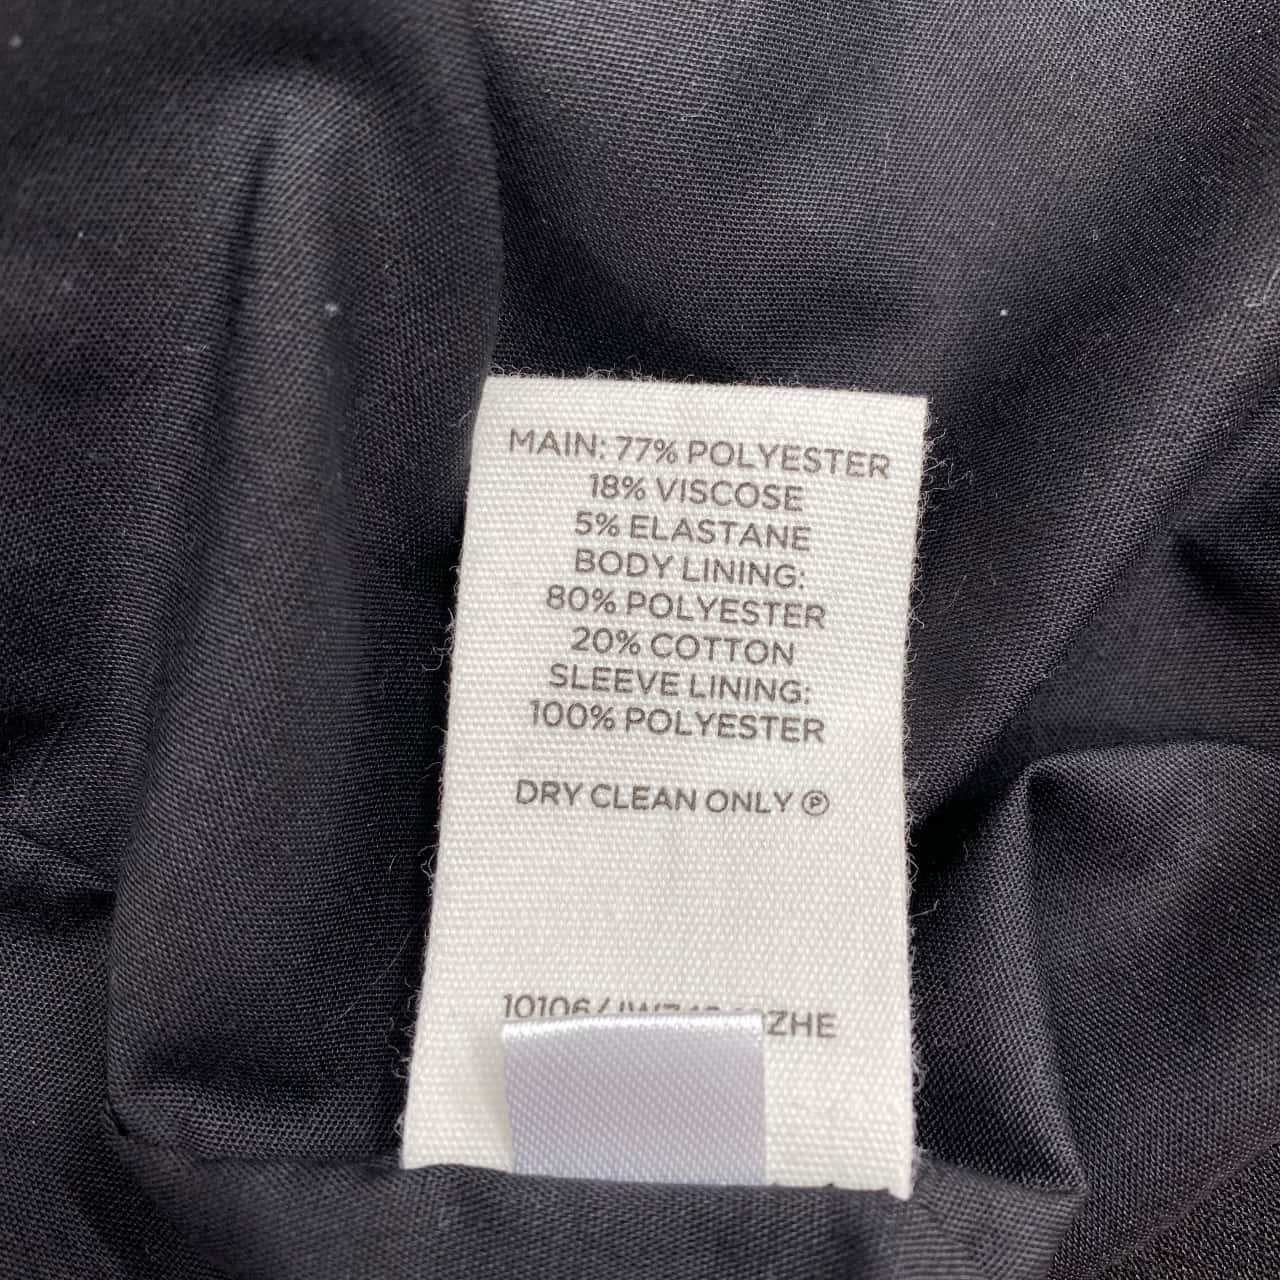 MAIN: 77% POLYESTER
18% VISCOSE
5% ELASTANE
BODY LINING:
80% POLYESTER
20% COTTON
SLEEVE LINING:
100% POLYESTER
DRY CLEAN ONLY Ⓟ